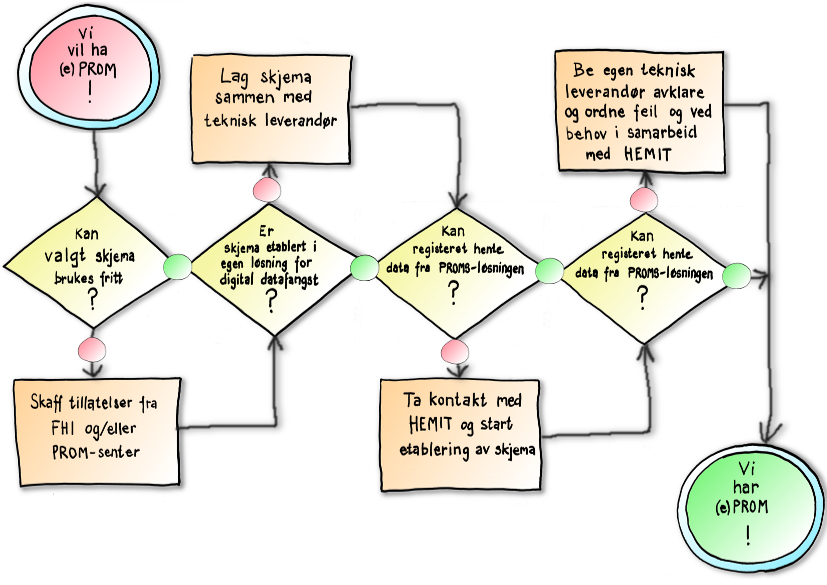 Vi
vil ha
(e) PROM
!
Lag skjema
sammen med
teknisk leverandør
Be egen teknisk
leverandør avklare
og ordne feil og ved
behov i samarbeid
med HEMIT
Kan
valgt skjema
brukes fritt
?
Er
skjema etablert i
egen løsning for
digital datafangst
?
Kan
registeret hente
data fra PROMS-løsningen
?
Kan
registeret hente
data fra PROMS-løsningen
?
Skaff tillatelser fra
FHI og/eller
PROM-senter
Ta kontakt med
HEMIT og start
etablering av skjema
Vi
har
(e) PROM
!